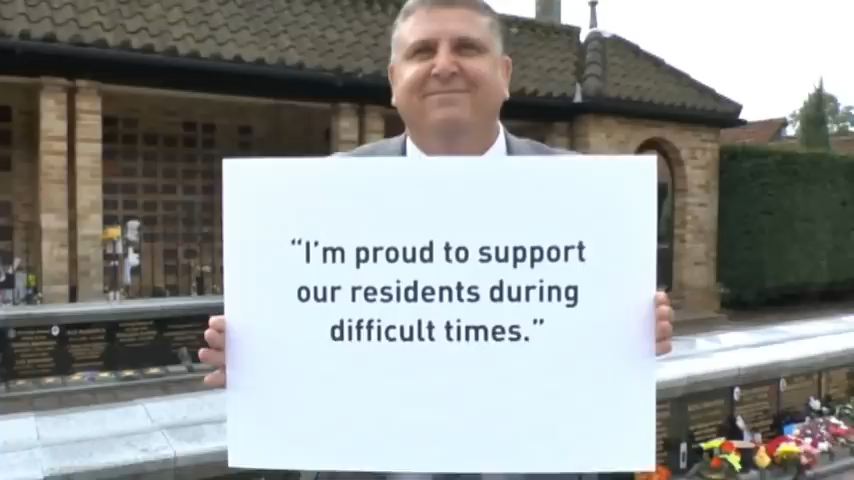 “I’m proud to support
our residents during
difficult times.”